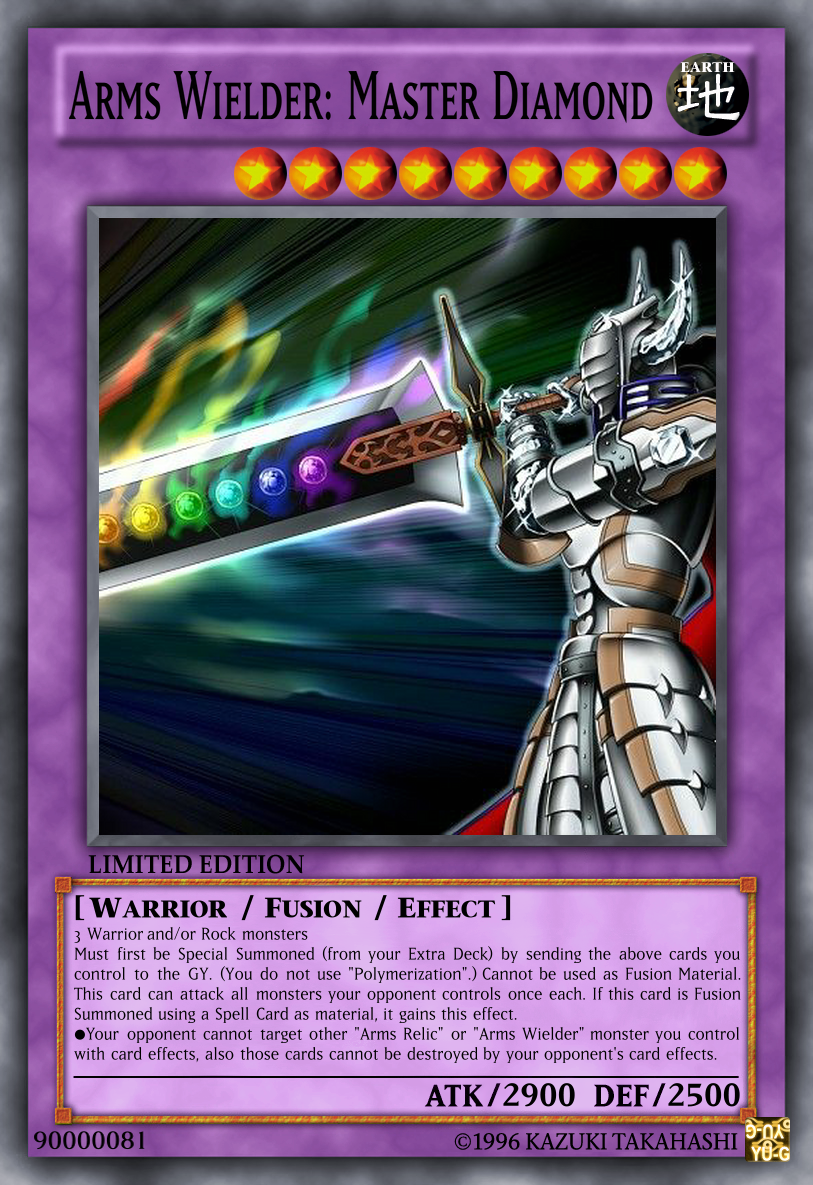 ARMS WIELDER: MASTER DIAMOND
EARTH
地
LIMITED EDITION
[ WARRIOR / FUSION / EFFECT ]
3 Warrior and/or Rock monsters
Must first be Special Summoned (from your Extra Deck) by sending the above cards you
control to the GY. (You do not use "Polymerization".) Cannot be used as Fusion Material.
This card can attack all monsters your opponent controls once each. If this card is Fusion
Summoned using a Spell Card as material, it gains this effect.
●Your opponent cannot target other "Arms Relic" or "Arms Wielder" monster you control
with card effects, also those cards cannot be destroyed by your opponent's card effects.
ATK/2900 DEF/2500
90000081
©1996 KAZUKI TAKAHASHI